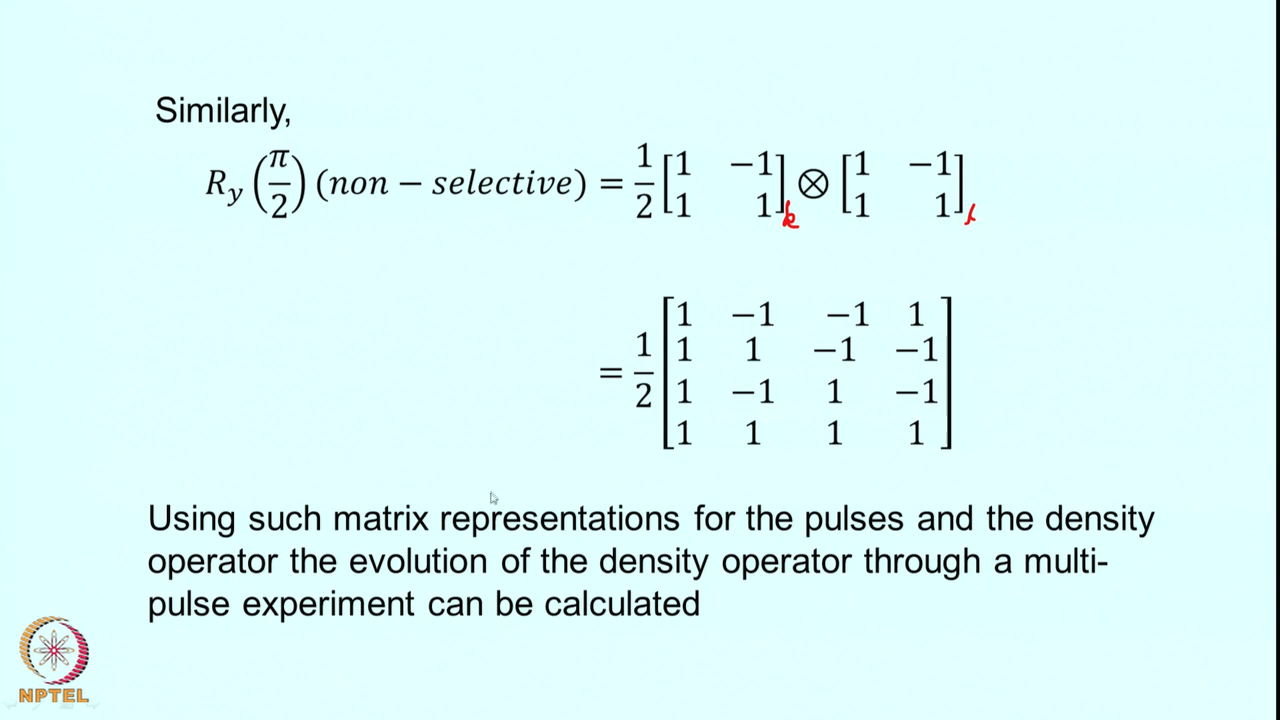 Similarly,
R_y (π/2) (non − selective) = 1/2 [1 −1; 1 1]_k ⊗ [1 −1; 1 1]
= 1/2 [1 −1 −1 1; 1 1 −1 −1; 1 −1 1 −1; 1 1 1 1]
Using such matrix representations for the pulses and the density
operator the evolution of the density operator through a multi-
pulse experiment can be calculated
NPTEL